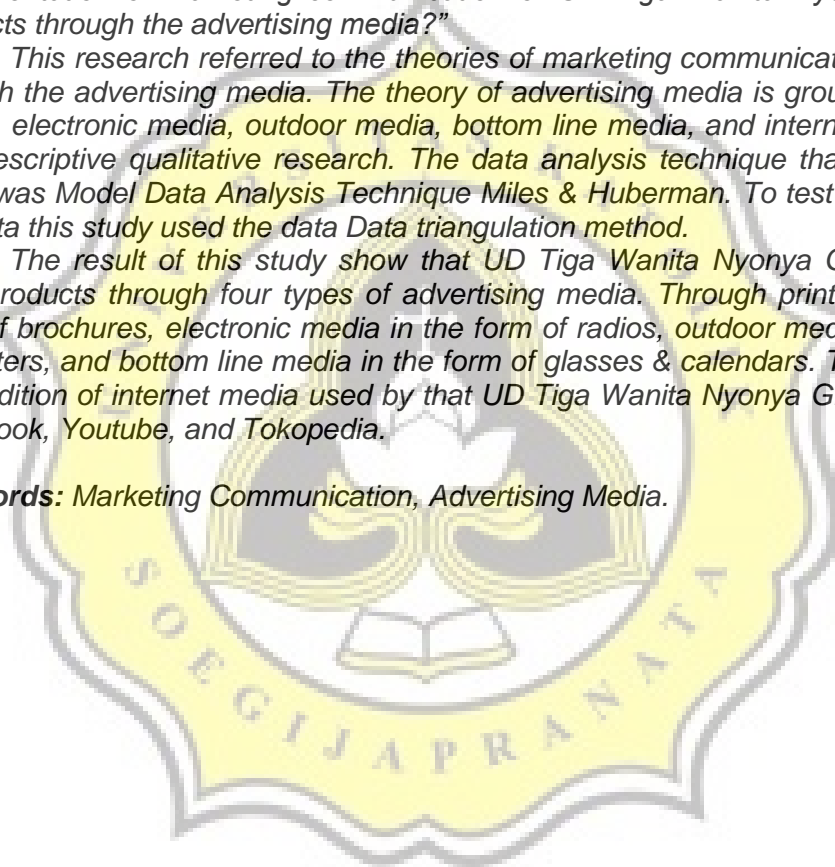 cts through the advertising media?”
This research referred to the theories of marketing communicat
h the advertising media. The theory of advertising media is grou
electronic media, outdoor media, bottom line media, and intern
escriptive qualitative research. The data analysis technique tha
was Model Data Analysis Technique Miles & Huberman. To test
ta this study used the data Data triangulation method.
The result of this study show that UD Tiga Wanita Nyonya G
roducts through four types of advertising media. Through print
f brochures, electronic media in the form of radios, outdoor med
ters, and bottom line media in the form of glasses & calendars. T
dition of internet media used by that UD Tiga Wanita Nyonya G
ook, Youtube, and Tokopedia.
ords: Marketing Communication, Advertising Media.
UNIVERSITAS KATOLIK
SOEGIJAPRANATA